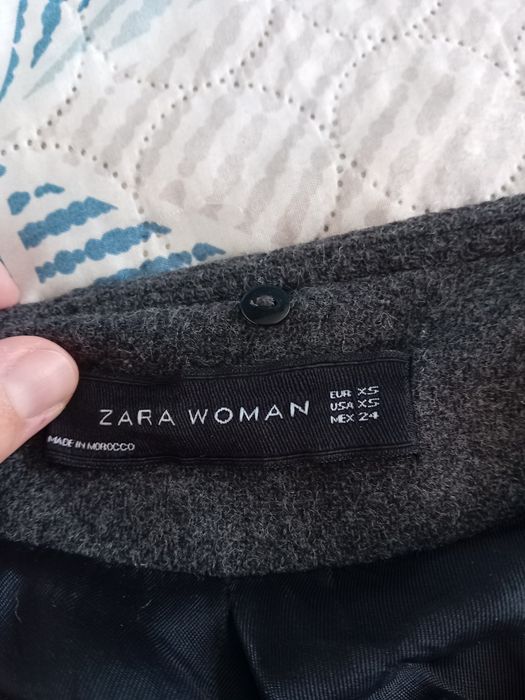 ZARA WOMAN
EUR XS
USA XS
MEX 24
MADE IN MOROCCO